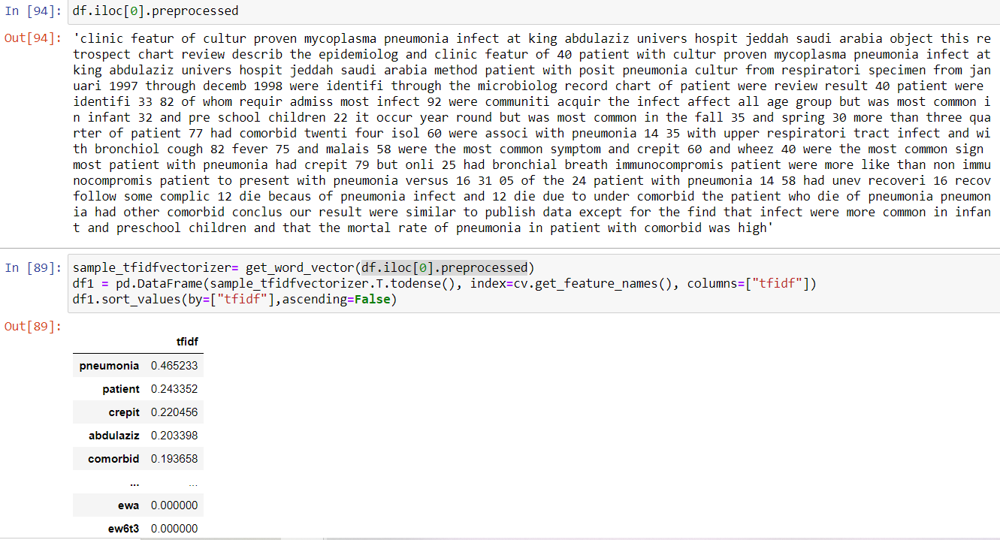 In [94]: df.iloc[0].preprocessed
Out[94]: 'clinic featur of cultur proven mycoplasma pneumonia infect at king abdulaziz univers hospit jeddah saudi arabia object this re
trospect chart review describ the epidemiolog and clinic featur of 40 patient with cultur proven mycoplasma pneumonia infect at
king abdulaziz univers hospit jeddah saudi arabia method patient with posit pneumonia cultur from respiratori specimen from jan
uari 1997 through decemb 1998 were identifi through the microbiolog record chart of patient were review result 40 patient were
identifi 33 82 of whom requir admiss most infect 92 were communiti acquir the infect affect all age group but was most common i
n infant 32 and pre school children 22 it occur year round but was most common in the fall 35 and spring 30 more than three qua
rter of patient 77 had comorbid twenti four isol 60 were associ with pneumonia 14 35 with upper respiratori tract infect and wi
th bronchiol cough 82 fever 75 and malais 58 were the most common symptom and crepit 60 and wheez 40 were the most common sign
most patient with pneumonia had crepit 79 but onli 25 had bronchial breath immunocompromis patient were more like than non immu
nocompromis patient to present with pneumonia versus 16 31 05 of the 24 patient with pneumonia 14 58 had unev recoveri 16 recov
follow some complic 12 die becaus of pneumonia infect and 12 die due to under comorbid the patient who die of pneumonia pneumon
ia had other comorbid conclus our result were similar to publish data except for the find that infect were more common in infan
t and preschool children and that the mortal rate of pneumonia in patient with comorbid was high'
In [89]: sample_tfidfvectorizer= get_word_vector(df.iloc[0].preprocessed)
df1 = pd.DataFrame(sample_tfidfvectorizer.T.todense(), index=cv.get_feature_names(), columns=["tfidf"])
df1.sort_values(by=["tfidf"],ascending=False)
Out[89]:
tfidf
pneumonia 0.465233
patient 0.243352
crepit 0.220456
abdulaziz 0.203398
comorbid 0.193658
... ...
ewa 0.000000
ew6t3 0.000000